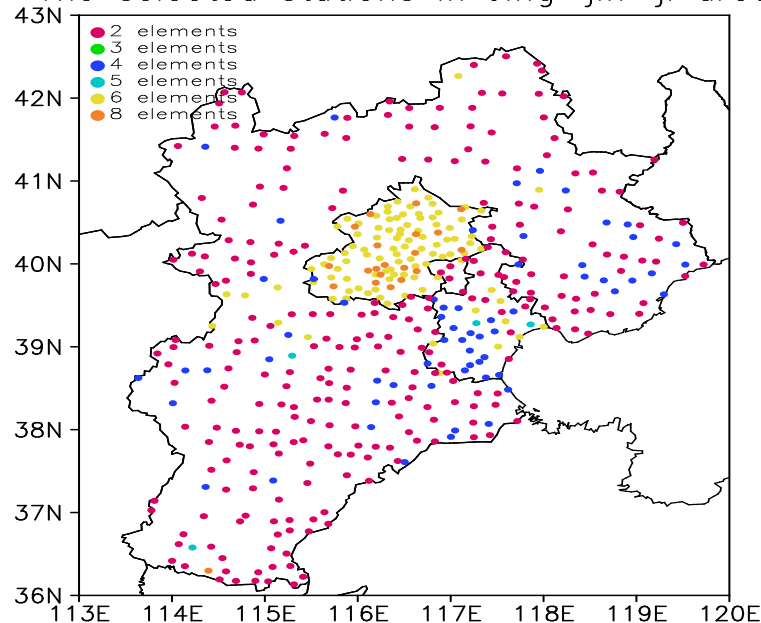 43N
2 elements
3 elements
4 elements
5 elements
6 elements
8 elements
42N
41N
40N
39N
38N
37N
36N
113E 114E 115E 116E 117E 118E 119E 120E